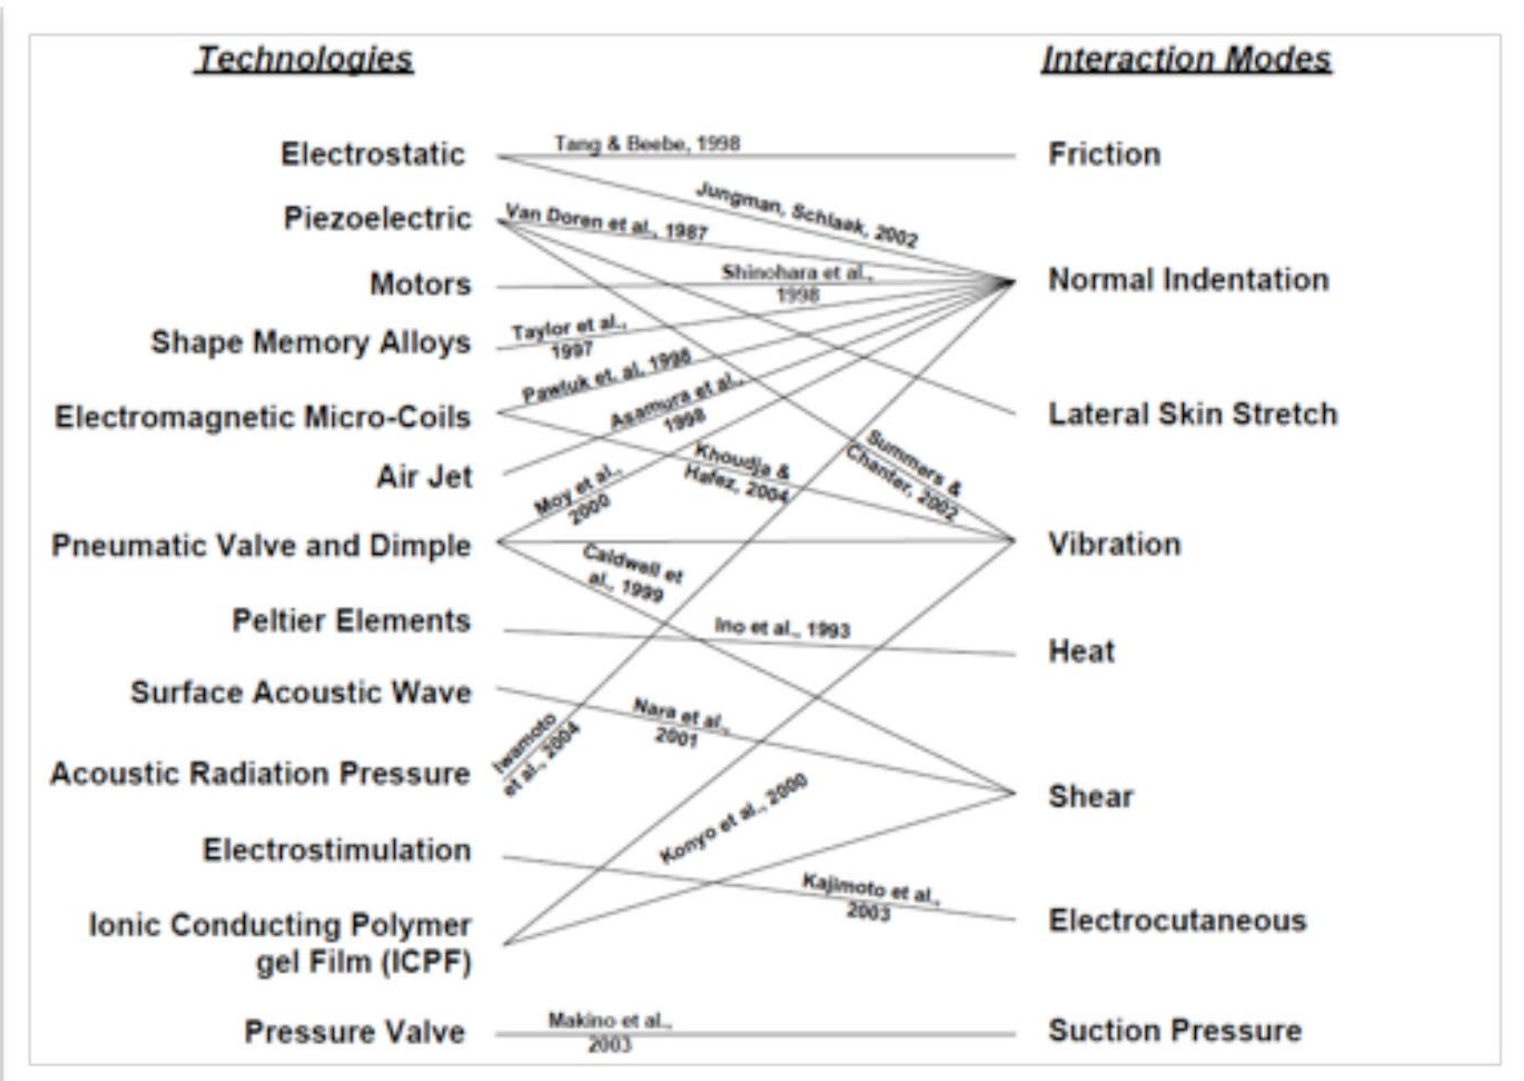 Technologies
Interaction Modes
Electrostatic
Tang & Beebe, 1998
Friction
Jungman, Schlaak, 2002
Piezoelectric
Van Doren et al., 1987
Motors
Shinohara et al.,
1998
Normal Indentation
Shape Memory Alloys
Taylor et al.,
1997
Pawluk et. al, 1998
Electromagnetic Micro-Coils
Asamura et al.,
1998
Lateral Skin Stretch
Air Jet
Khoudja &
Hafez, 2004
Summers &
Chanter, 2002
Moy et al.,
2000
Pneumatic Valve and Dimple
Caldwell et
al., 1999
Vibration
Peltier Elements
Ino et al., 1993
Heat
Surface Acoustic Wave
Nara et al.,
2001
Iwamoto
et al., 2004
Acoustic Radiation Pressure
Shear
Konyo et al., 2000
Electrostimulation
Kajimoto et al.,
2003
Electrocutaneous
Ionic Conducting Polymer
gel Film (ICPF)
Pressure Valve
Makino et al.,
2003
Suction Pressure